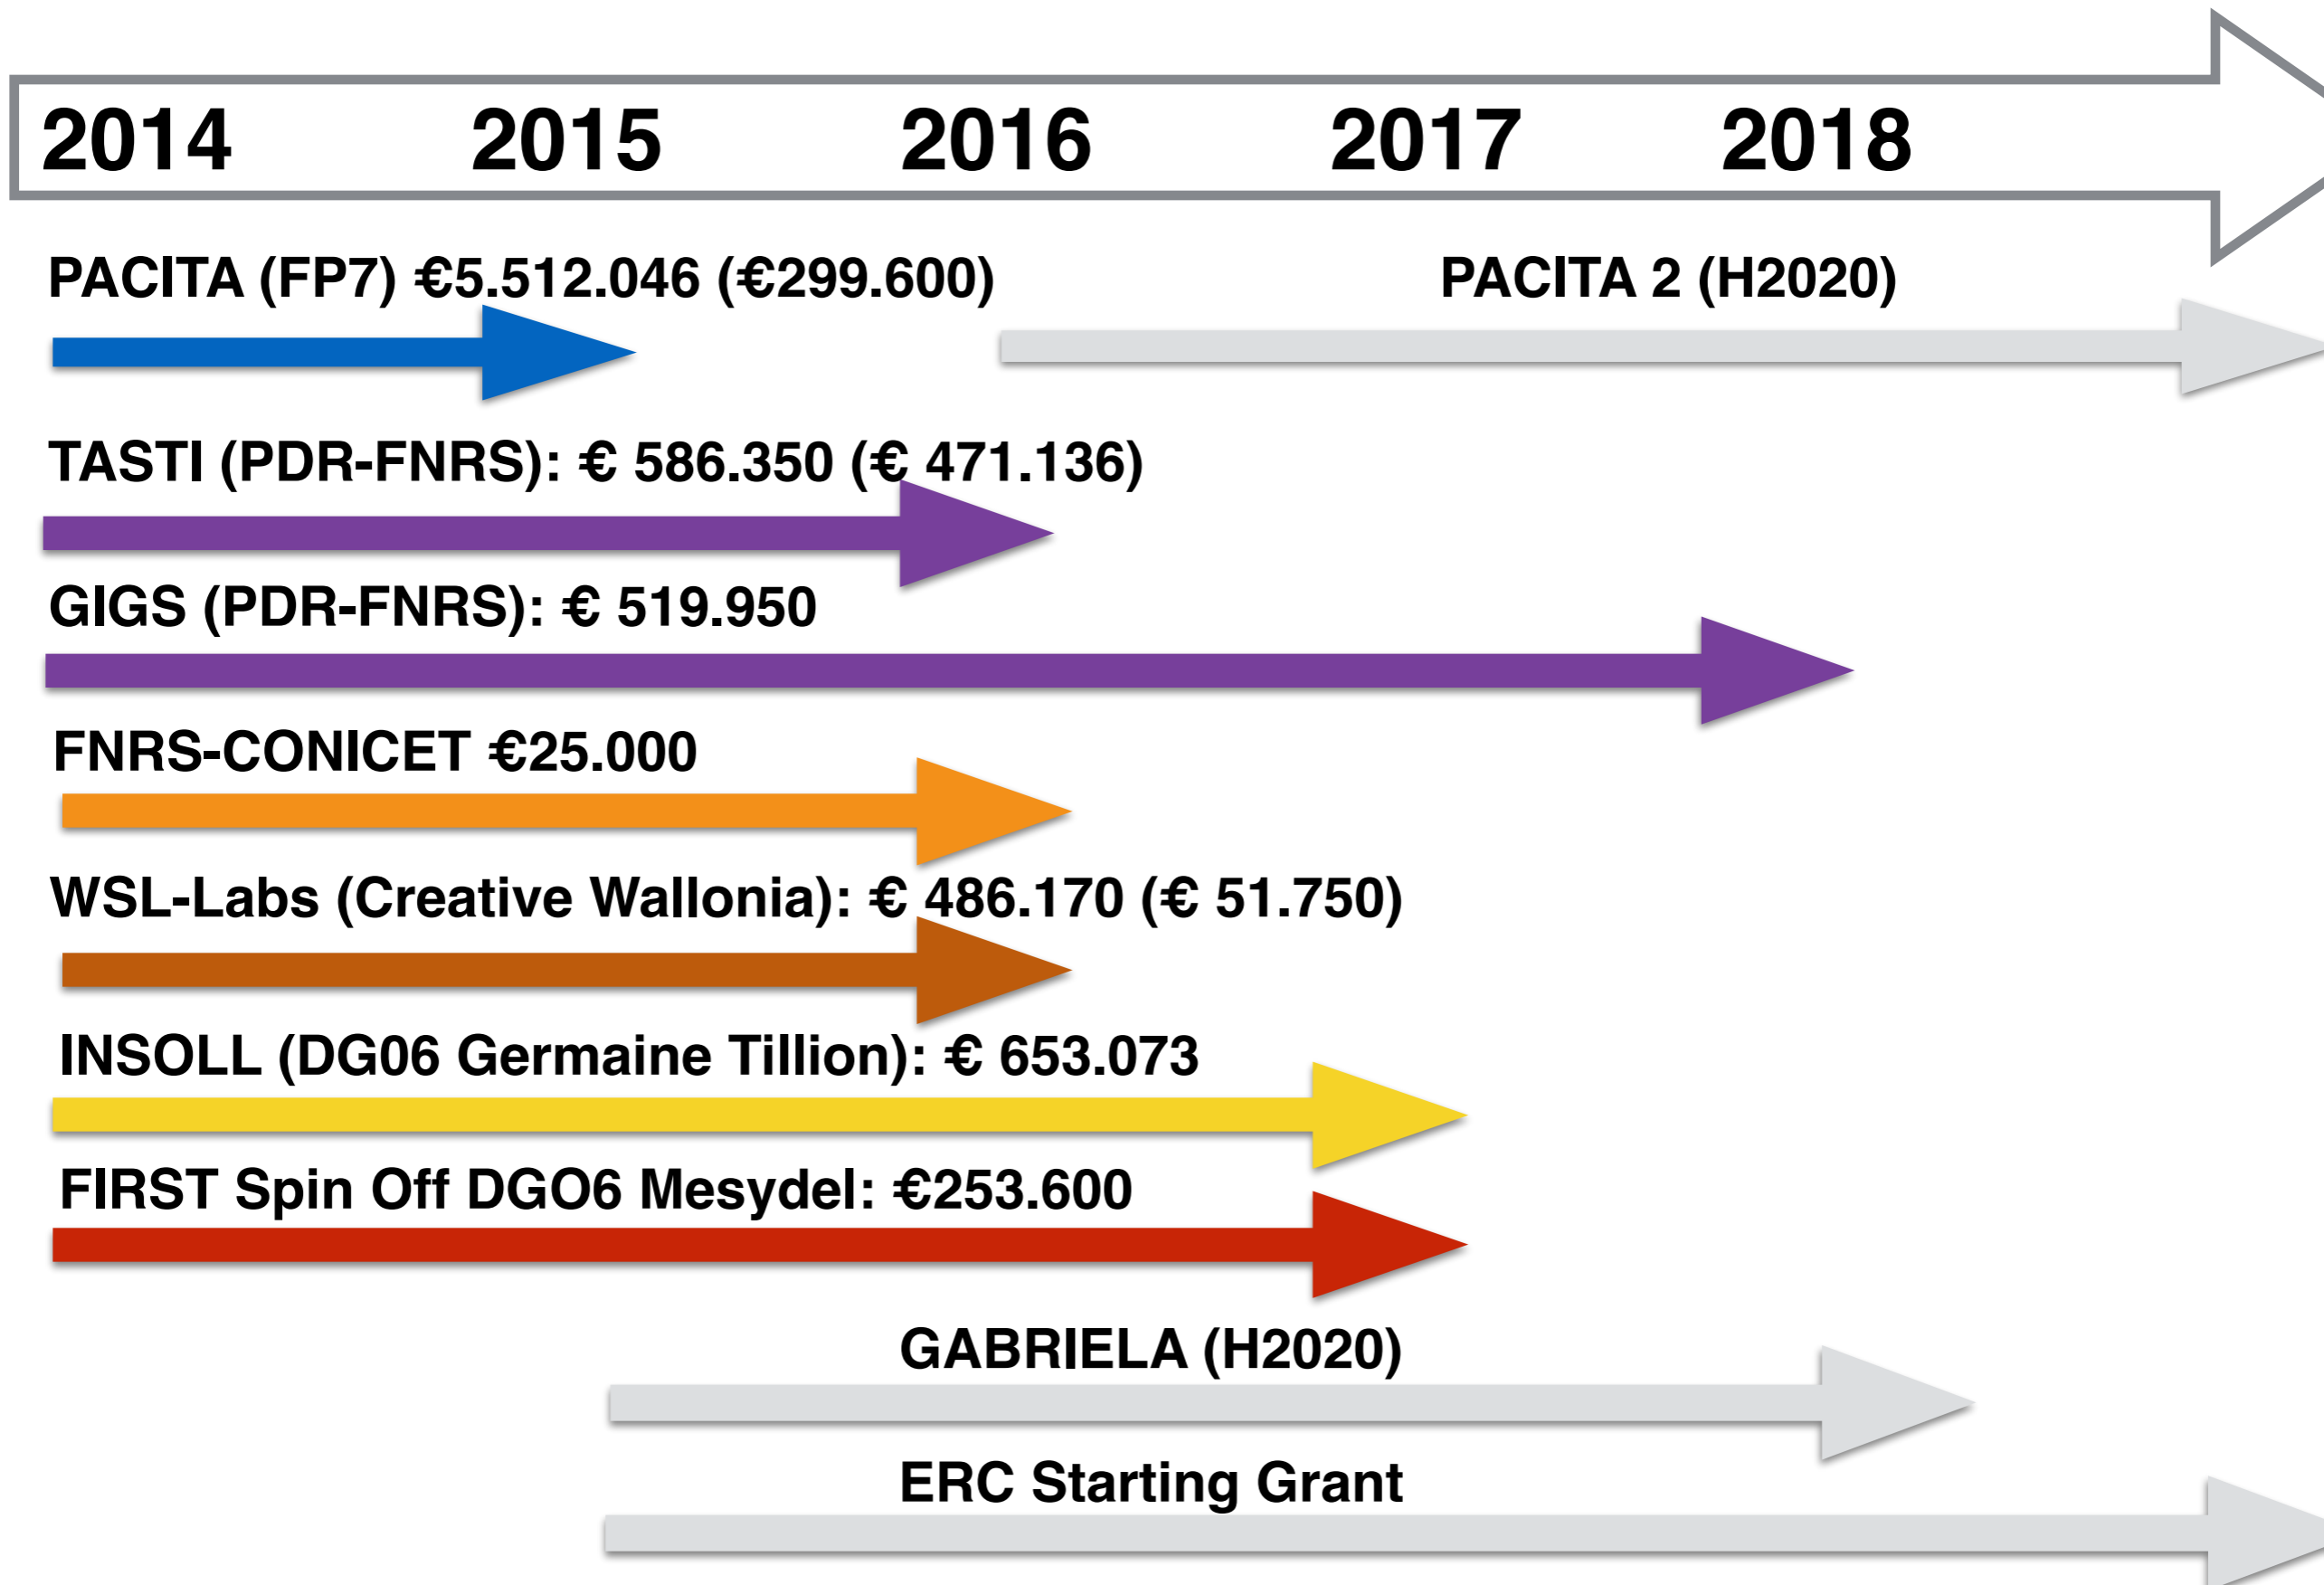 2014 2015 2016 2017 2018
PACITA (FP7) €5.512.046 (€299.600) PACITA 2 (H2020)
TASTI (PDR-FNRS): € 586.350 (€ 471.136)
GIGS (PDR-FNRS): € 519.950
FNRS-CONICET €25.000
WSL-Labs (Creative Wallonia): € 486.170 (€ 51.750)
INSOLL (DG06 Germaine Tillion): € 653.073
FIRST Spin Off DGO6 Mesydel: €253.600
GABRIELA (H2020)
ERC Starting Grant